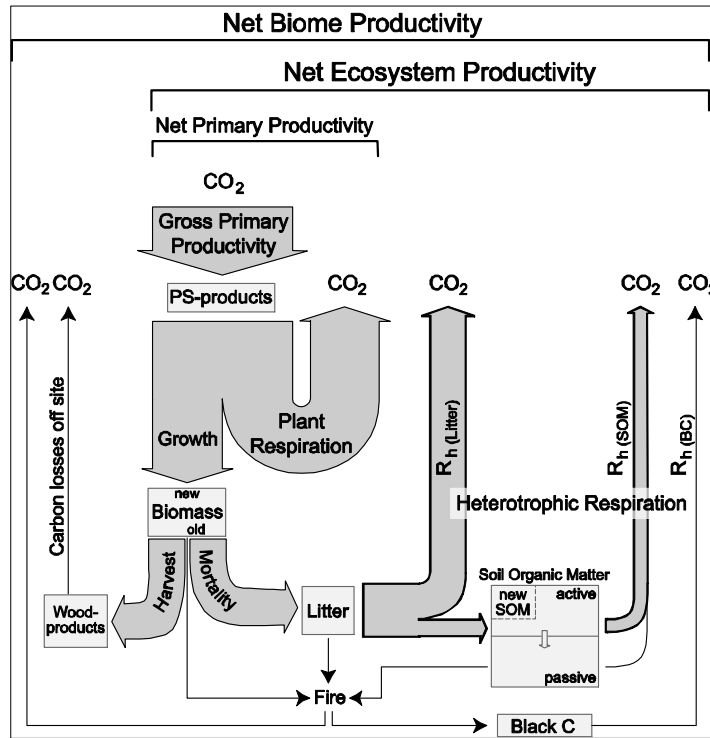 Net Biome Productivity
Net Ecosystem Productivity
Net Primary Productivity
CO2
Gross Primary
Productivity
CO2 CO2
PS-products
CO2
CO2
CO2
CO2
Growth
Plant
Respiration
Carbon losses off site
Rh (Litter)
Rh (SOM)
Rh (BC)
Heterotrophic Respiration
new
Biomass
old
Harvest
Mortality
Wood-
products
Litter
Soil Organic Matter
new
SOM
active
passive
Fire
Black C